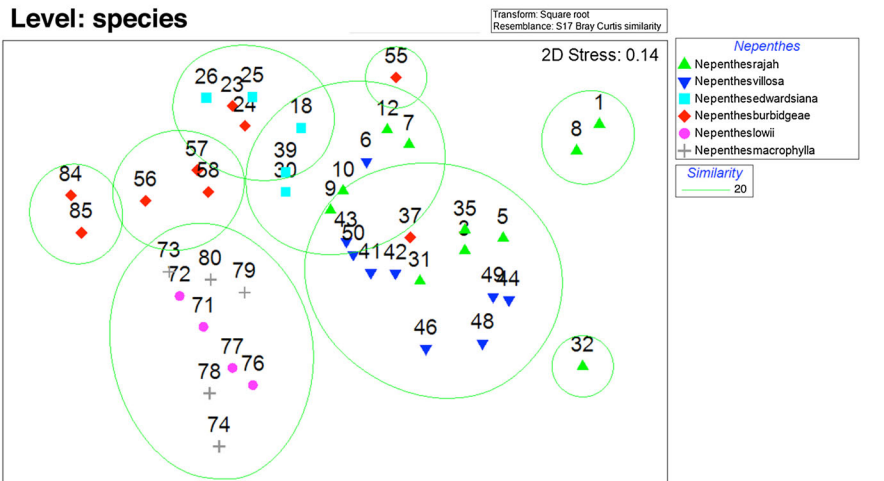 Level: species
Transform: Square root
Resemblance: S17 Bray Curtis similarity
2D Stress: 0.14
Nepenthes
Nepenthesrajah
Nepenthesvillosa
Nepenthesedwardsiana
Nepenthesburbidgeae
Nepentheslowii
Nepenthesmacrophylla
Similarity
20
55
26 23 25
24 18 12 7 1
6 8
57 39
84 56 58 30 10
9
85 43 37 35 5
50 3
73 80 79 41 42 31
72
71 49 44
46 48
77 76 32
78
74